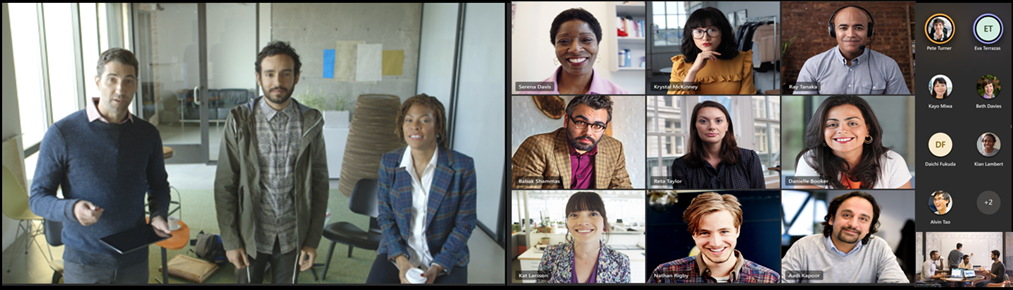 Serena Davis
Krystal McKinney
Ray Tanaka
Babak Shammas
Reta Taylor
Danielle Booker
Kat Larsson
Nathan Rigby
Aadi Kapoor
Pete Turner
ET
Eva Terrazas
Kayo Miwa
Beth Davies
DF
Daichi Fukuda
Kian Lambert
Alvin Tao
+2